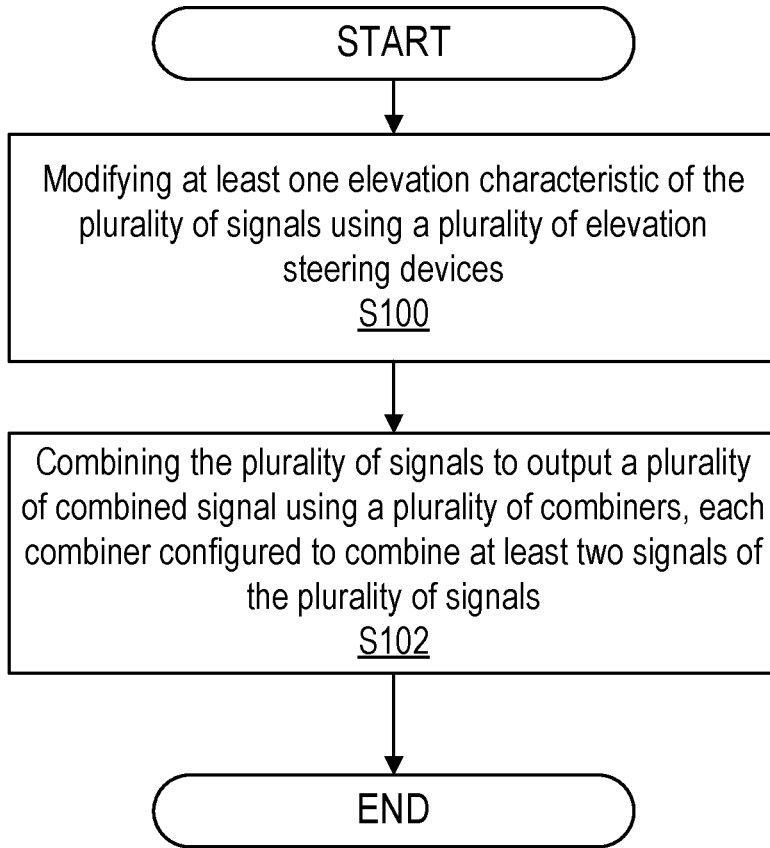 START
Modifying at least one elevation characteristic of the
plurality of signals using a plurality of elevation
steering devices
S100
Combining the plurality of signals to output a plurality
of combined signal using a plurality of combiners, each
combiner configured to combine at least two signals of
the plurality of signals
S102
END